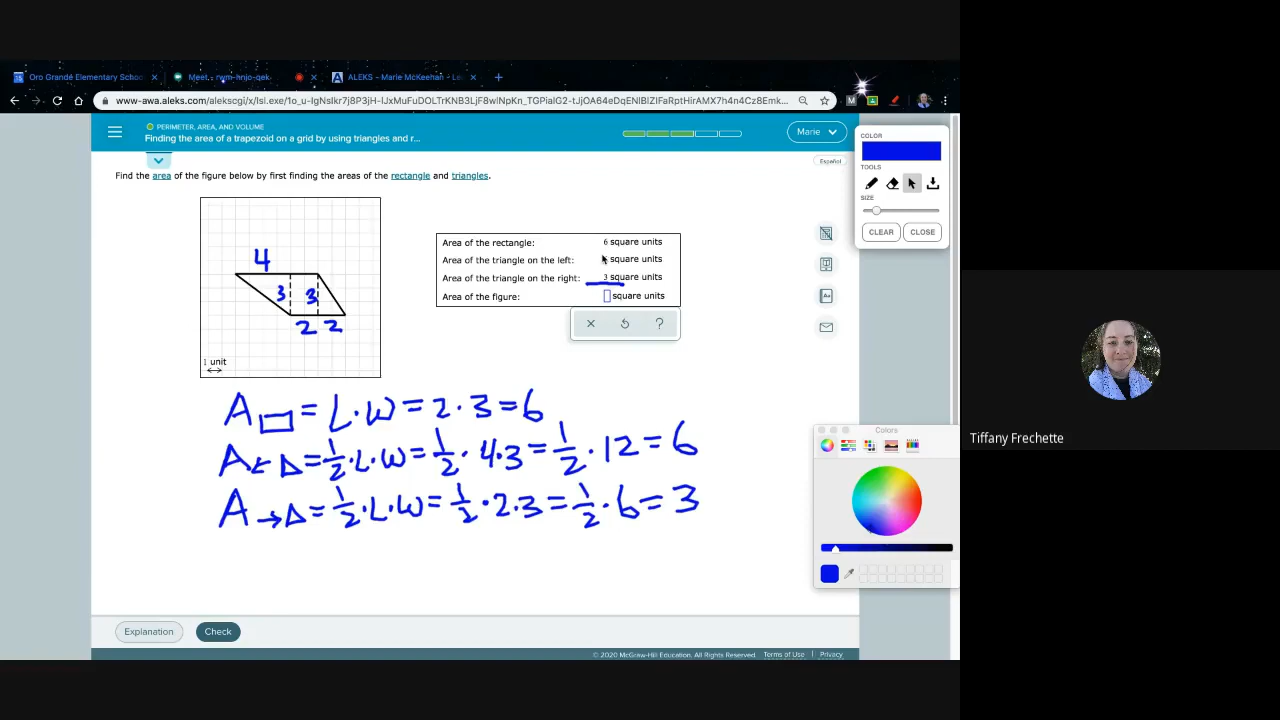 Oro Grande Elementary Schoo
Meet - rwm-hnjo-qek
ALEKS - Marie McKeehan - Le
PERIMETER, AREA, AND VOLUME
Finding the area of a trapezoid on a grid by using triangles and r...
Marie
Español
Find the area of the figure below by first finding the areas of the rectangle and triangles.
4
3
3
2 2
1 unit
Area of the rectangle: 6 square units
Area of the triangle on the left: square units
Area of the triangle on the right: 3 square units
Area of the figure: square units
A▭ = L·W = 2·3 = 6
A←Δ = 1/2·L·W = 1/2·4·3 = 1/2·12 = 6
A→Δ = 1/2·L·W = 1/2·2·3 = 1/2·6 = 3
COLOR
TOOLS
SIZE
CLEAR CLOSE
Colors
Tiffany Frechette
Explanation Check
© 2020 McGraw-Hill Education. All Rights Reserved. Terms of Use Privacy